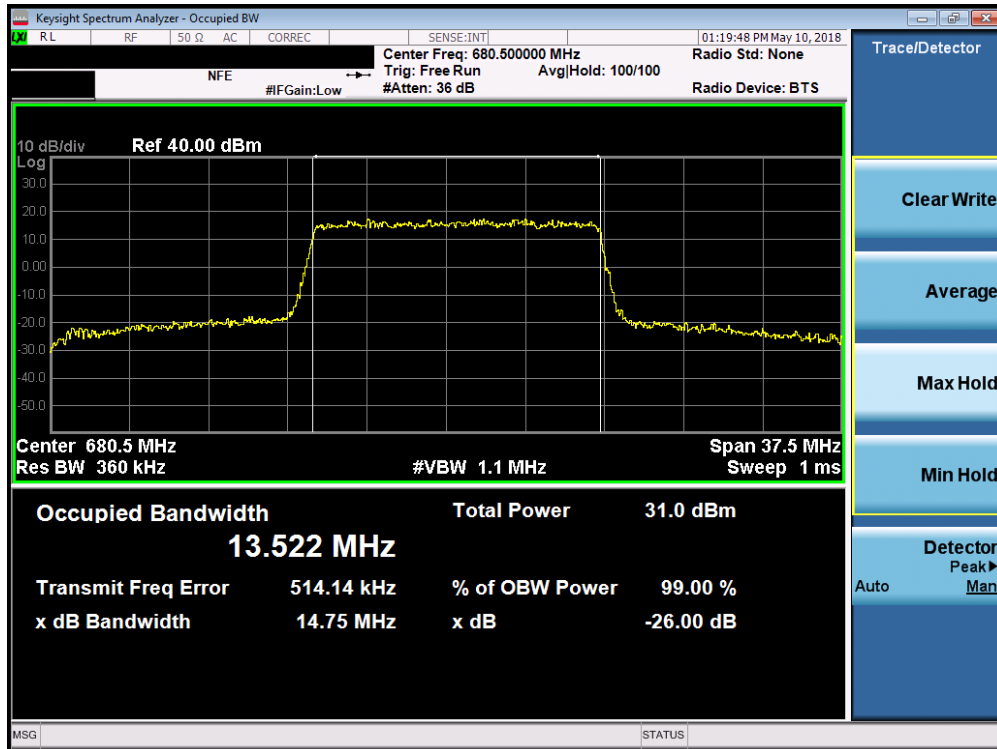 Keysight Spectrum Analyzer - Occupied BW
LXI RL RF 50 Ω AC CORREC SENSE:INT 01:19:48 PM May 10, 2018
Center Freq: 680.500000 MHz Radio Std: None
NFE Trig: Free Run Avg|Hold: 100/100
#IFGain:Low #Atten: 36 dB Radio Device: BTS
Trace/Detector
10 dB/div Ref 40.00 dBm
Log
30.0
20.0
10.0
0.00
-10.0
-20.0
-30.0
-40.0
-50.0
Center 680.5 MHz Span 37.5 MHz
Res BW 360 kHz #VBW 1.1 MHz Sweep 1 ms
Occupied Bandwidth Total Power 31.0 dBm
13.522 MHz
Transmit Freq Error 514.14 kHz % of OBW Power 99.00 %
x dB Bandwidth 14.75 MHz x dB -26.00 dB
Clear Write
Average
Max Hold
Min Hold
Detector
Peak▶
Auto Man
MSG STATUS